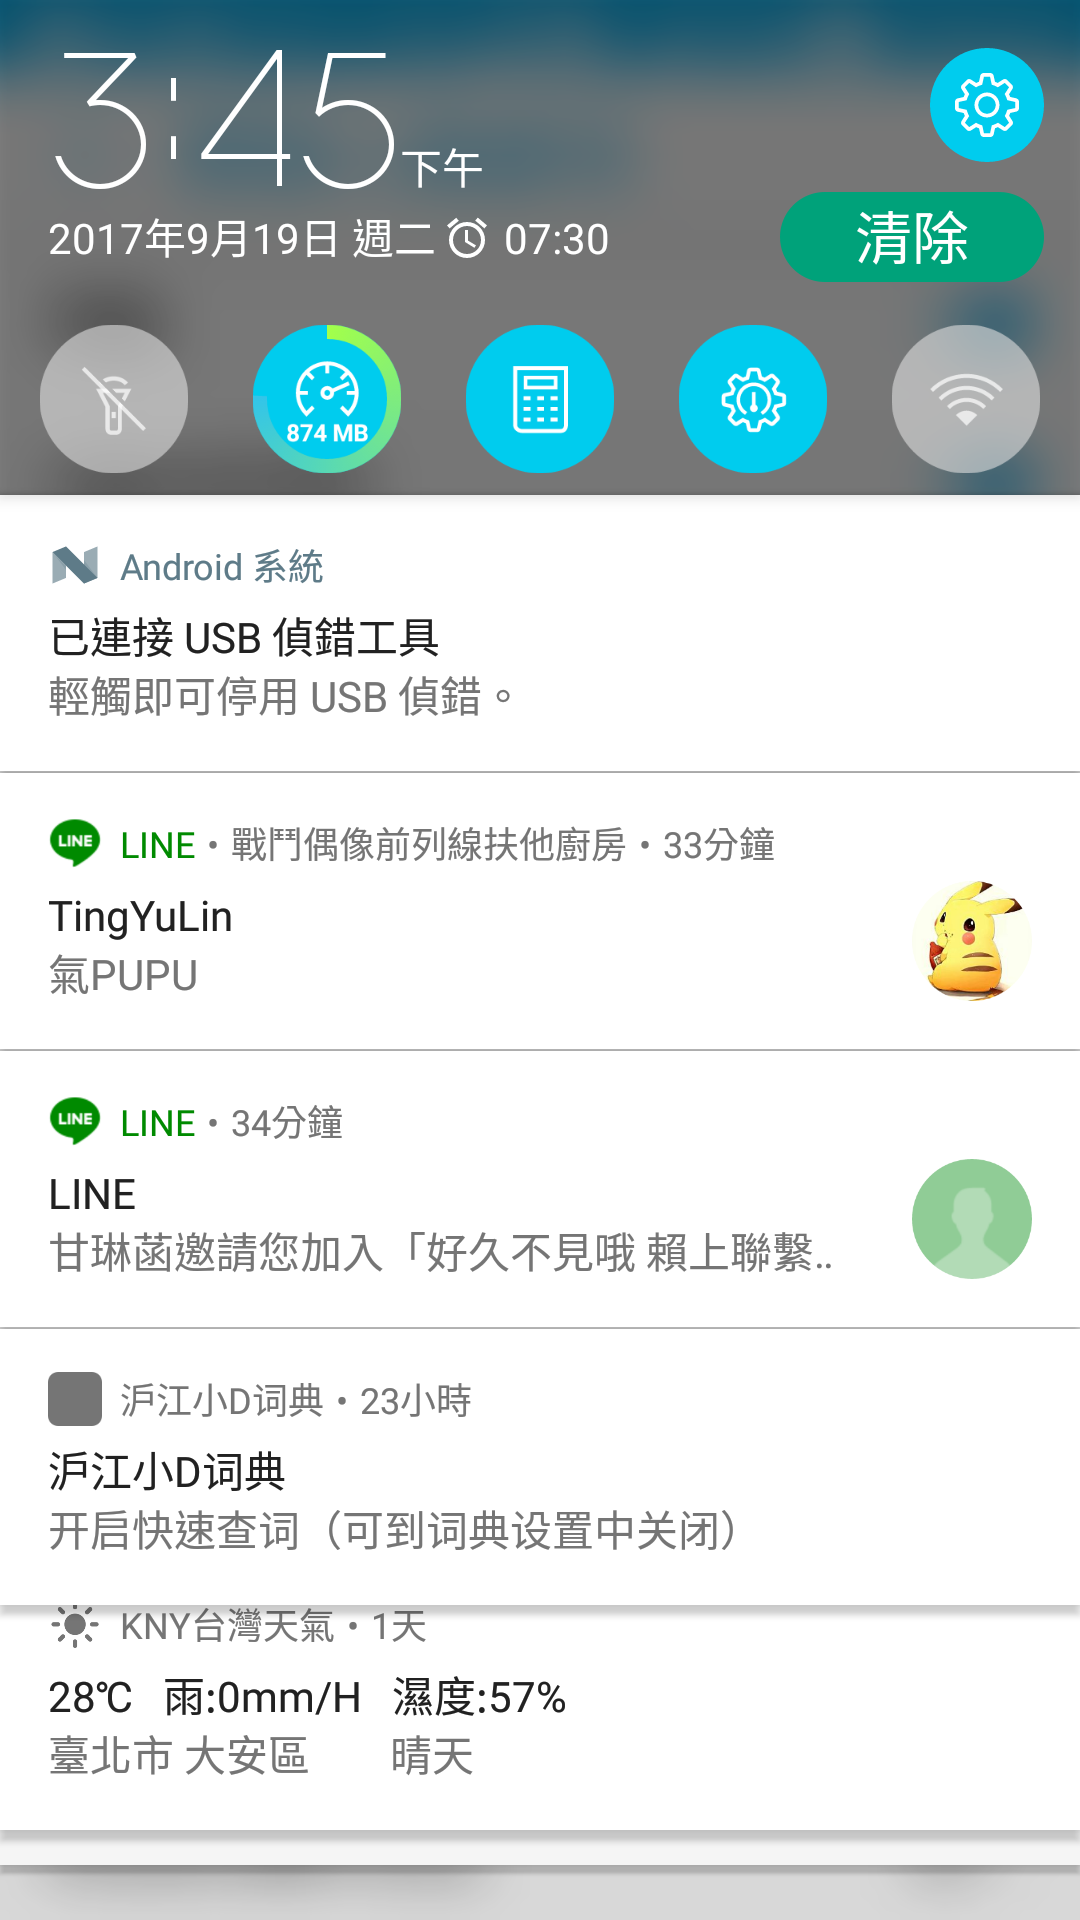 3:45下午
2017年9月19日 週二 07:30
清除
874 MB
Android 系統
已連接 USB 偵錯工具
輕觸即可停用 USB 偵錯。
LINE
LINE • 戰鬥偶像前列線扶他廚房 • 33分鐘
TingYuLin
氣PUPU
LINE
LINE • 34分鐘
LINE
甘琳菡邀請您加入「好久不見哦 賴上聯繫..
沪江小D词典 • 23小時
沪江小D词典
开启快速查词（可到词典设置中关闭）
KNY台灣天氣 • 1天
28℃ 雨:0mm/H 濕度:57%
臺北市 大安區 晴天